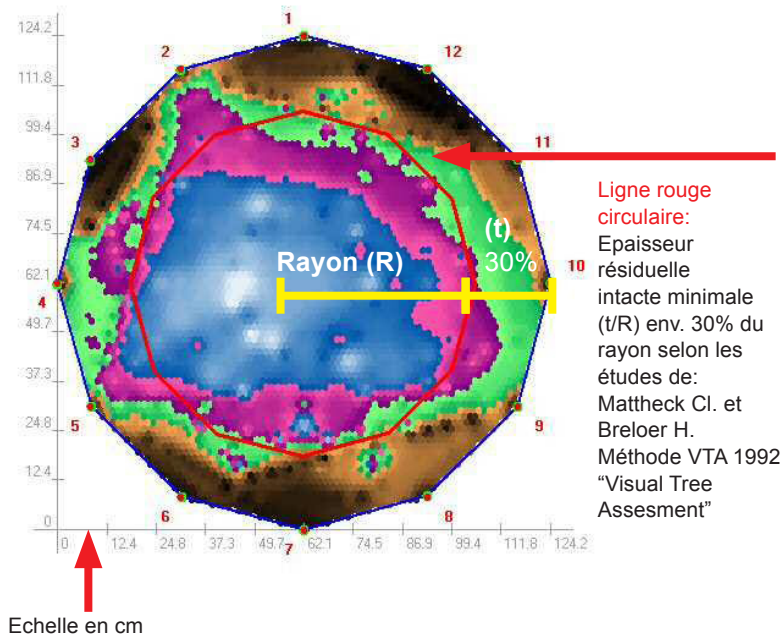 124.2
111.8
99.4
86.9
74.5
62.1
49.7
37.3
24.8
12.4
0
0 12.4 24.8 37.3 49.7 62.1 74.5 86.9 99.4 111.8 124.2
1
2
3
4
5
6
7
8
9
10
11
12
Rayon (R)
(t)
30%
Ligne rouge
circulaire:
Epaisseur
résiduelle
intacte minimale
(t/R) env. 30% du
rayon selon les
études de:
Mattheck Cl. et
Breloer H.
Méthode VTA 1992
“Visual Tree
Assesment”
Echelle en cm